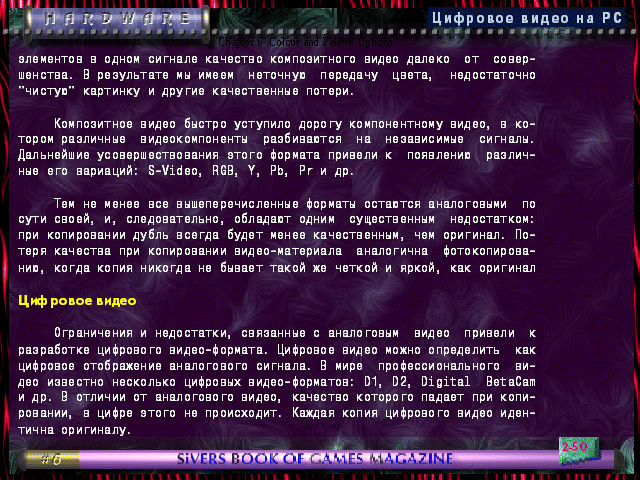 HARDWARE
Цифровое видео на PC
Chapter 6: Colour and Palette Options
элементов в одном сигнале качество композитного видео далеко от совер-
шенства. В результате мы имеем неточную передачу цвета, недостаточно
"чистую" картинку и другие качественные потери.
Композитное видео быстро уступило дорогу компонентному видео, в ко-
тором различные видеокомпоненты разбиваются на независимые сигналы.
Дальнейшие усовершествования этого формата привели к появлению различ-
ные его вариаций: S-Video, RGB, Y, Pb, Pr и др.
Тем не менее все вышеперечисленные форматы остаются аналоговыми по
сути своей, и, следовательно, обладают одним существенным недостатком:
при копировании дубль всегда будет менее качественным, чем оригинал. По-
теря качества при копировании видео-материала аналогична фотокопирова-
нию, когда копия никогда не бывает такой же четкой и яркой, как оригинал
Цифровое видео
Ограничения и недостатки, связанные с аналоговым видео привели к
разработке цифрового видео-формата. Цифровое видео можно определить как
цифровое отображение аналогового сигнала. В мире профессионального ви-
део известно несколько цифровых видео-форматов: D1, D2, Digital BetaCam
и др. В отличии от аналогового видео, качество которого падает при копи-
ровании, в цифре этого не происходит. Каждая копия цифрового видео иден-
тична оригиналу.
#6
SiVERS BOOK OF GAMES MAGAZINE
250